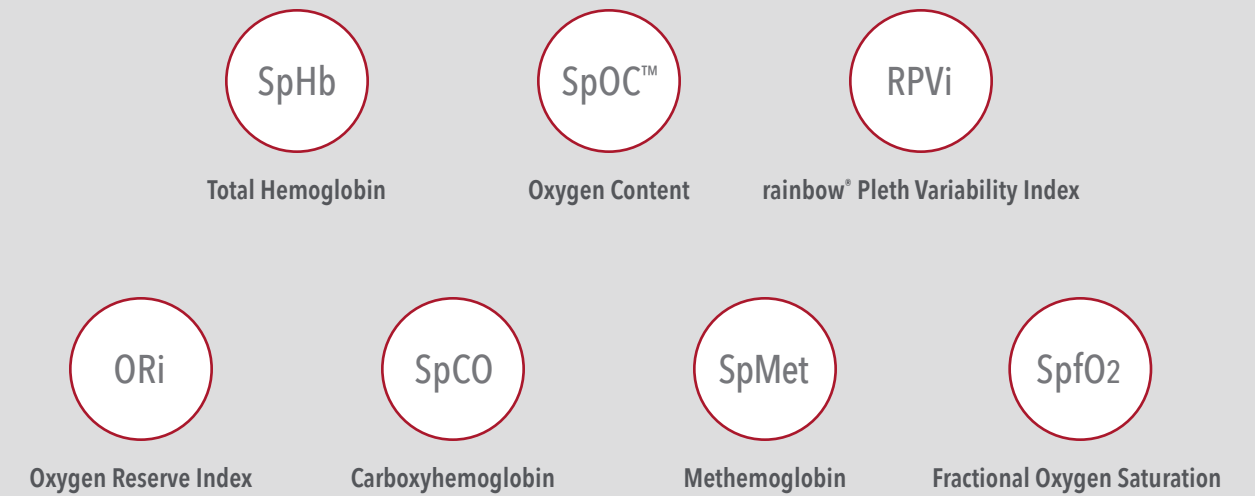 SpHb
SpOC™
RPVi
Total Hemoglobin
Oxygen Content
rainbow® Pleth Variability Index
ORi
SpCO
SpMet
SpfO2
Oxygen Reserve Index
Carboxyhemoglobin
Methemoglobin
Fractional Oxygen Saturation